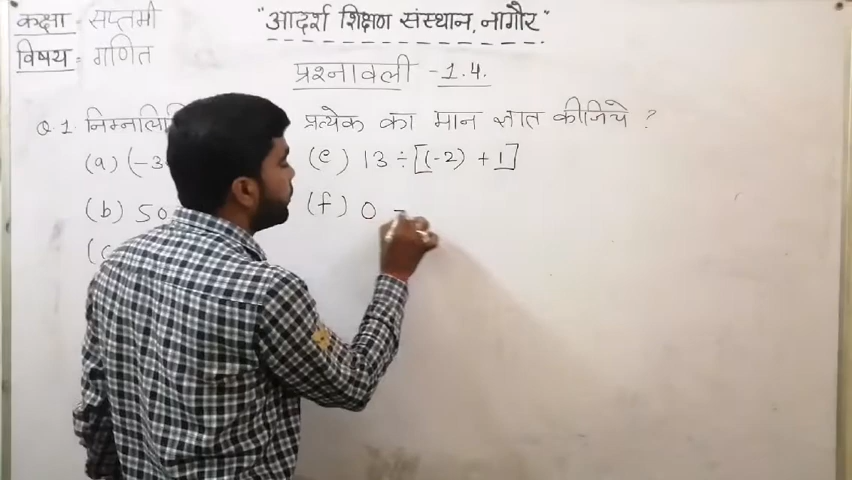 कक्षा - सप्तमी
"आदर्श शिक्षण संस्थान, नागौर"
विषय - गणित
प्रश्नावली - 1.4.
Q.1. प्रत्येक का मान ज्ञात कीजिये ?
(a) (-3
(e) 13 ÷ [(-2) + 1]
(b) 50
(f) 0 -
(c